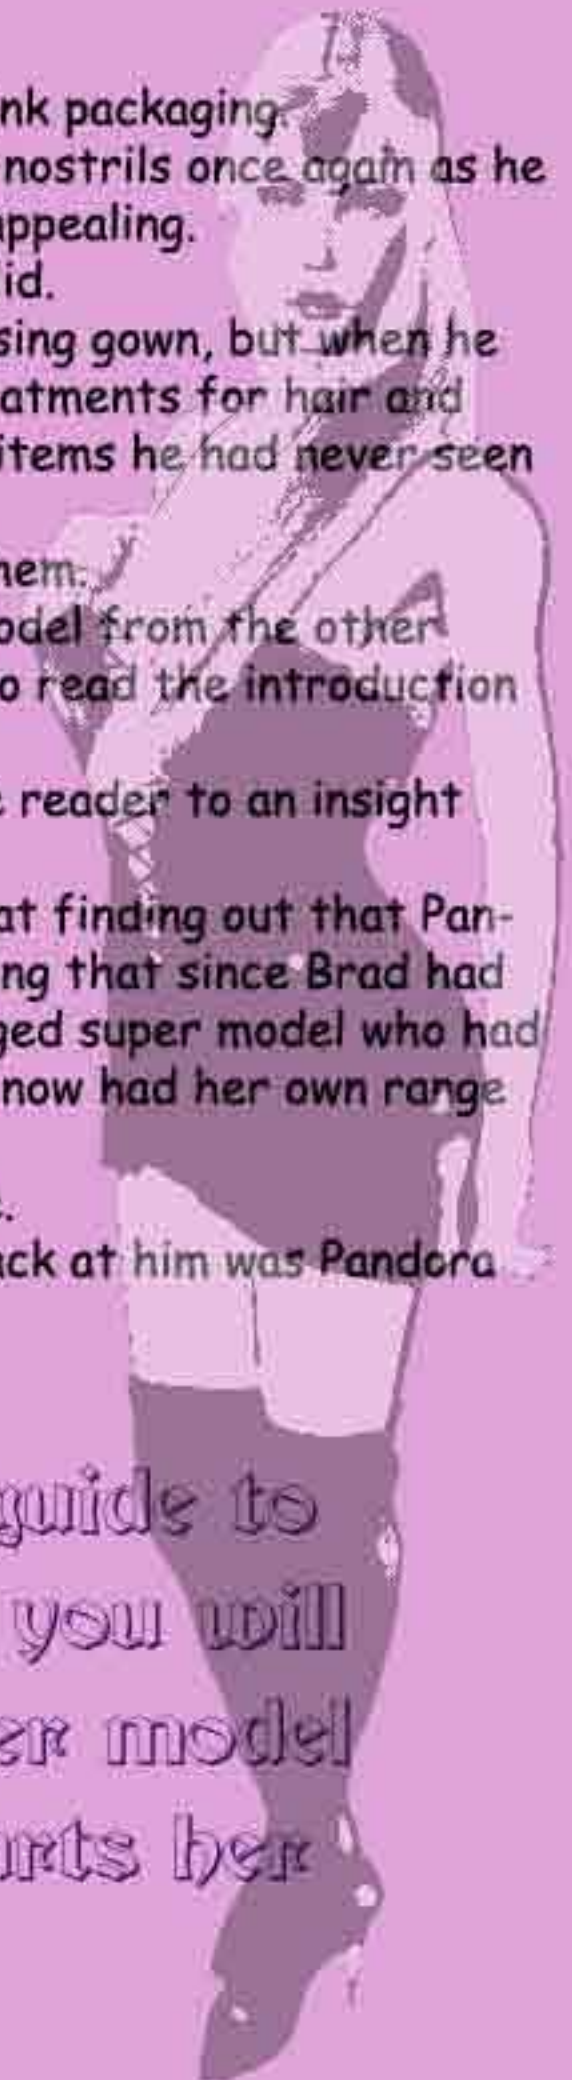 nk packaging.
nostrils once again as he
appealing.
id.
sing gown, but when he
atments for hair and
items he had never seen
hem.
odel from the other
o read the introduction
e reader to an insight
at finding out that Pan-
ng that since Brad had
ged super model who had
now had her own range
e.
ack at him was Pandora
guide to
you will
er model
arts her